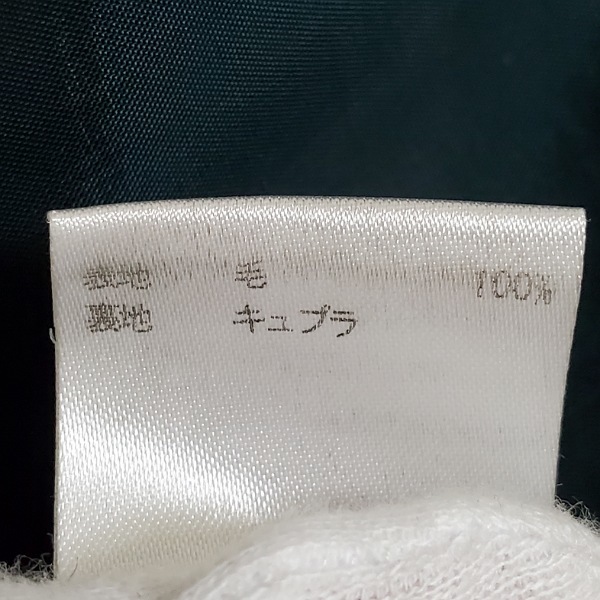 表地 毛 100%
裏地 キュプラ